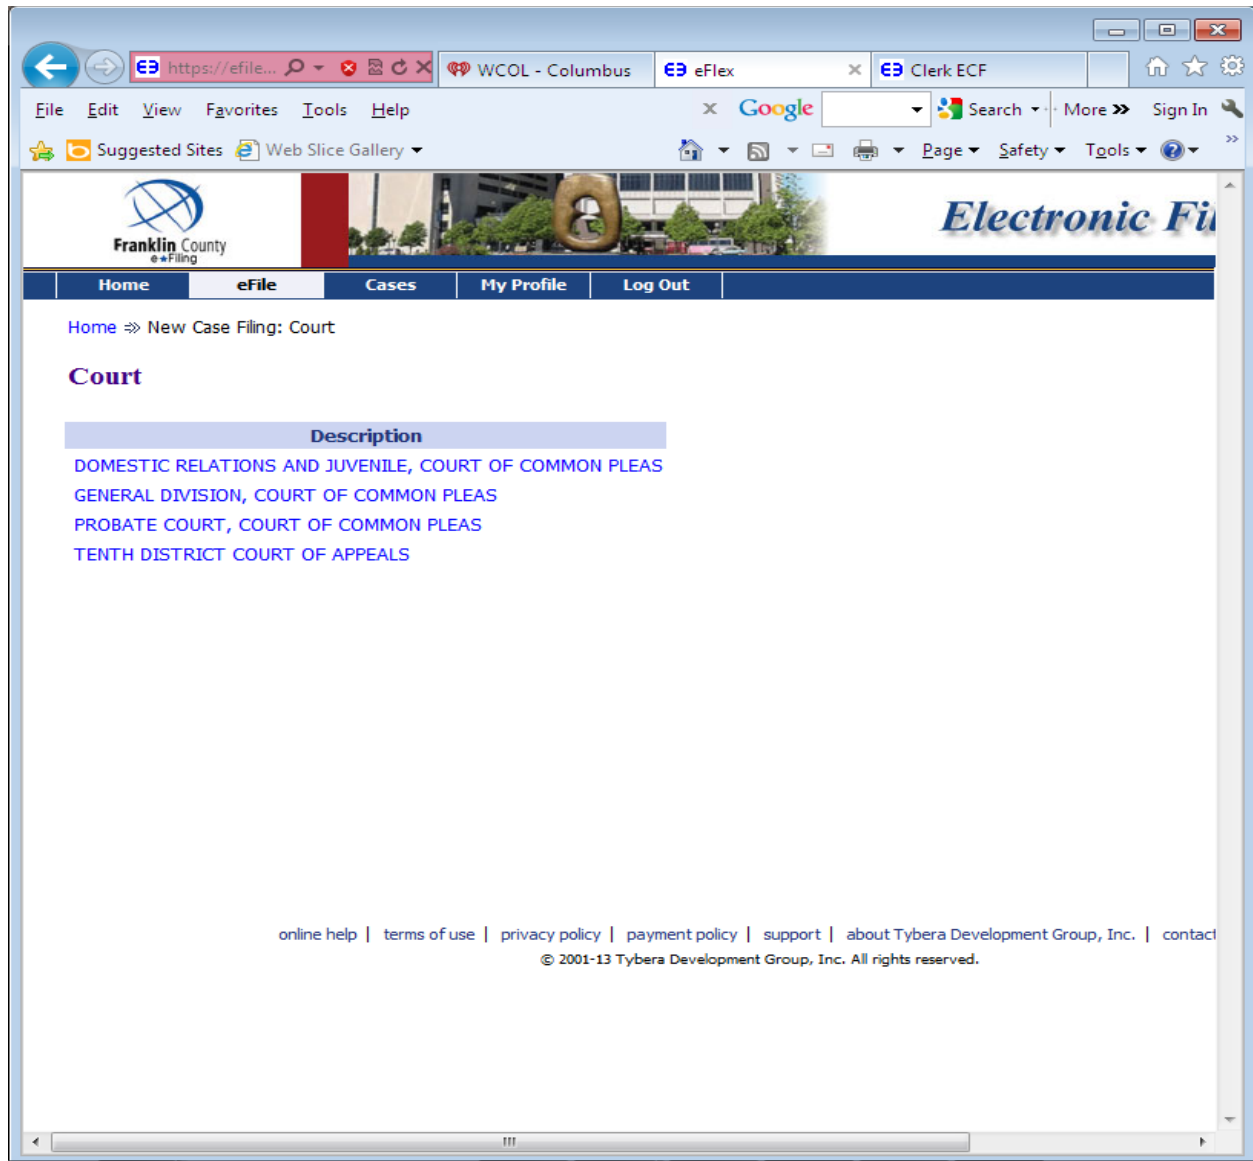 https://efile...
WCOL - Columbus
eFlex
Clerk ECF
File Edit View Favorites Tools Help
x Google
Search
More »
Sign In
Suggested Sites
Web Slice Gallery
Page
Safety
Tools
»
Franklin County
e★Filing
Electronic Fi
Home eFile Cases My Profile Log Out
Home ⇒ New Case Filing: Court
Court
Description
DOMESTIC RELATIONS AND JUVENILE, COURT OF COMMON PLEAS
GENERAL DIVISION, COURT OF COMMON PLEAS
PROBATE COURT, COURT OF COMMON PLEAS
TENTH DISTRICT COURT OF APPEALS
online help | terms of use | privacy policy | payment policy | support | about Tybera Development Group, Inc. | contact
© 2001-13 Tybera Development Group, Inc. All rights reserved.